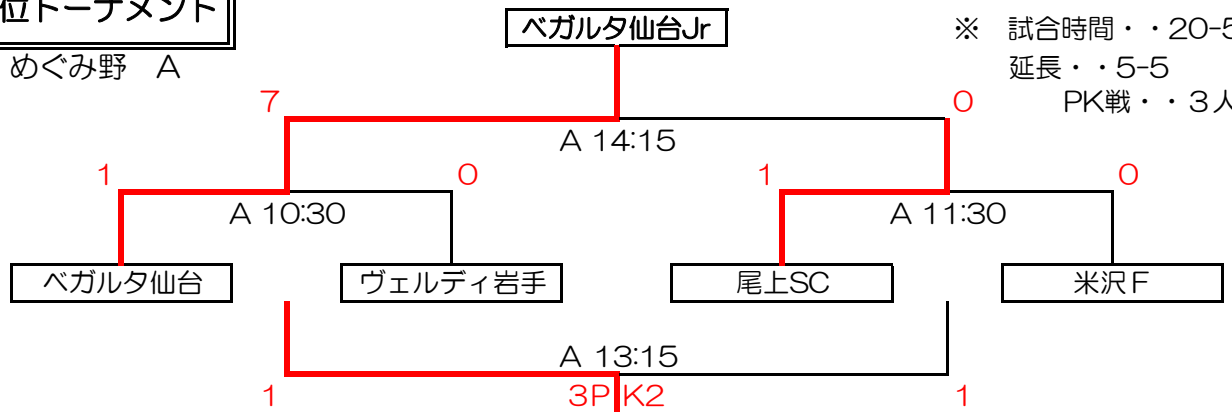 位トーナメント
ベガルタ仙台Jr
※ 試合時間・・20-5
めぐみ野 A
延長・・5-5
PK戦・・3人
7
0
A 14:15
1
0
1
0
A 10:30
A 11:30
ベガルタ仙台
ヴェルディ岩手
尾上SC
米沢F
A 13:15
1
3PK2
1